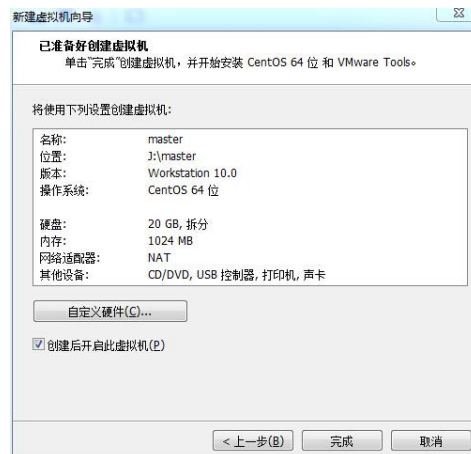 新建虚拟机向导
已准备好创建虚拟机
单击"完成"创建虚拟机，并开始安装 CentOS 64 位 和 VMware Tools。
将使用下列设置创建虚拟机：
名称: master
位置: J:\master
版本: Workstation 10.0
操作系统: CentOS 64 位
硬盘: 20 GB, 拆分
内存: 1024 MB
网络适配器: NAT
其他设备: CD/DVD, USB 控制器, 打印机, 声卡
自定义硬件(C)...
创建后开启此虚拟机(P)
< 上一步(B) 完成 取消